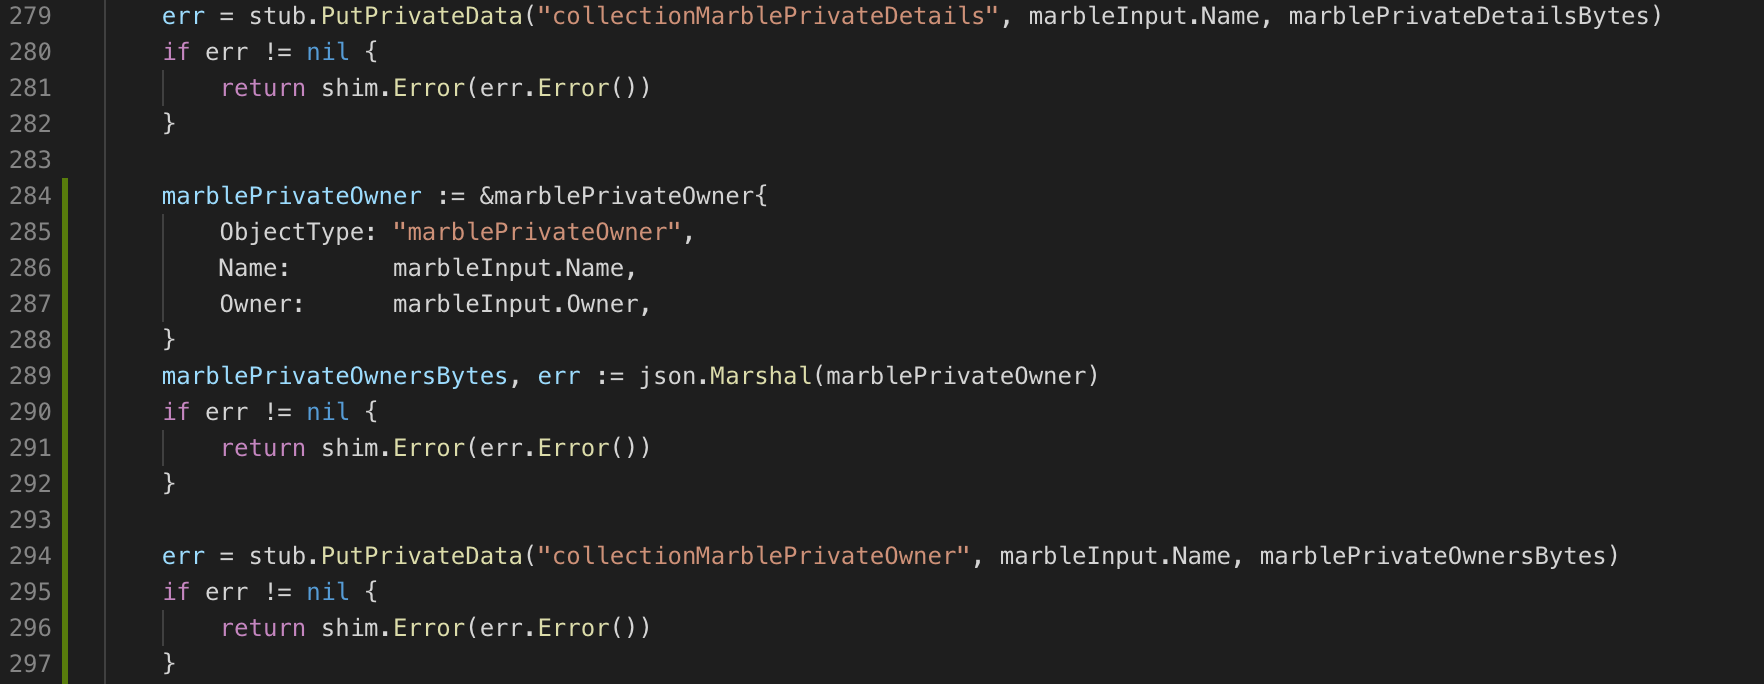 279 err = stub.PutPrivateData("collectionMarblePrivateDetails", marbleInput.Name, marblePrivateDetailsBytes)
280 if err != nil {
281 return shim.Error(err.Error())
282 }
283
284 marblePrivateOwner := &marblePrivateOwner{
285 ObjectType: "marblePrivateOwner",
286 Name: marbleInput.Name,
287 Owner: marbleInput.Owner,
288 }
289 marblePrivateOwnersBytes, err := json.Marshal(marblePrivateOwner)
290 if err != nil {
291 return shim.Error(err.Error())
292 }
293
294 err = stub.PutPrivateData("collectionMarblePrivateOwner", marbleInput.Name, marblePrivateOwnersBytes)
295 if err != nil {
296 return shim.Error(err.Error())
297 }